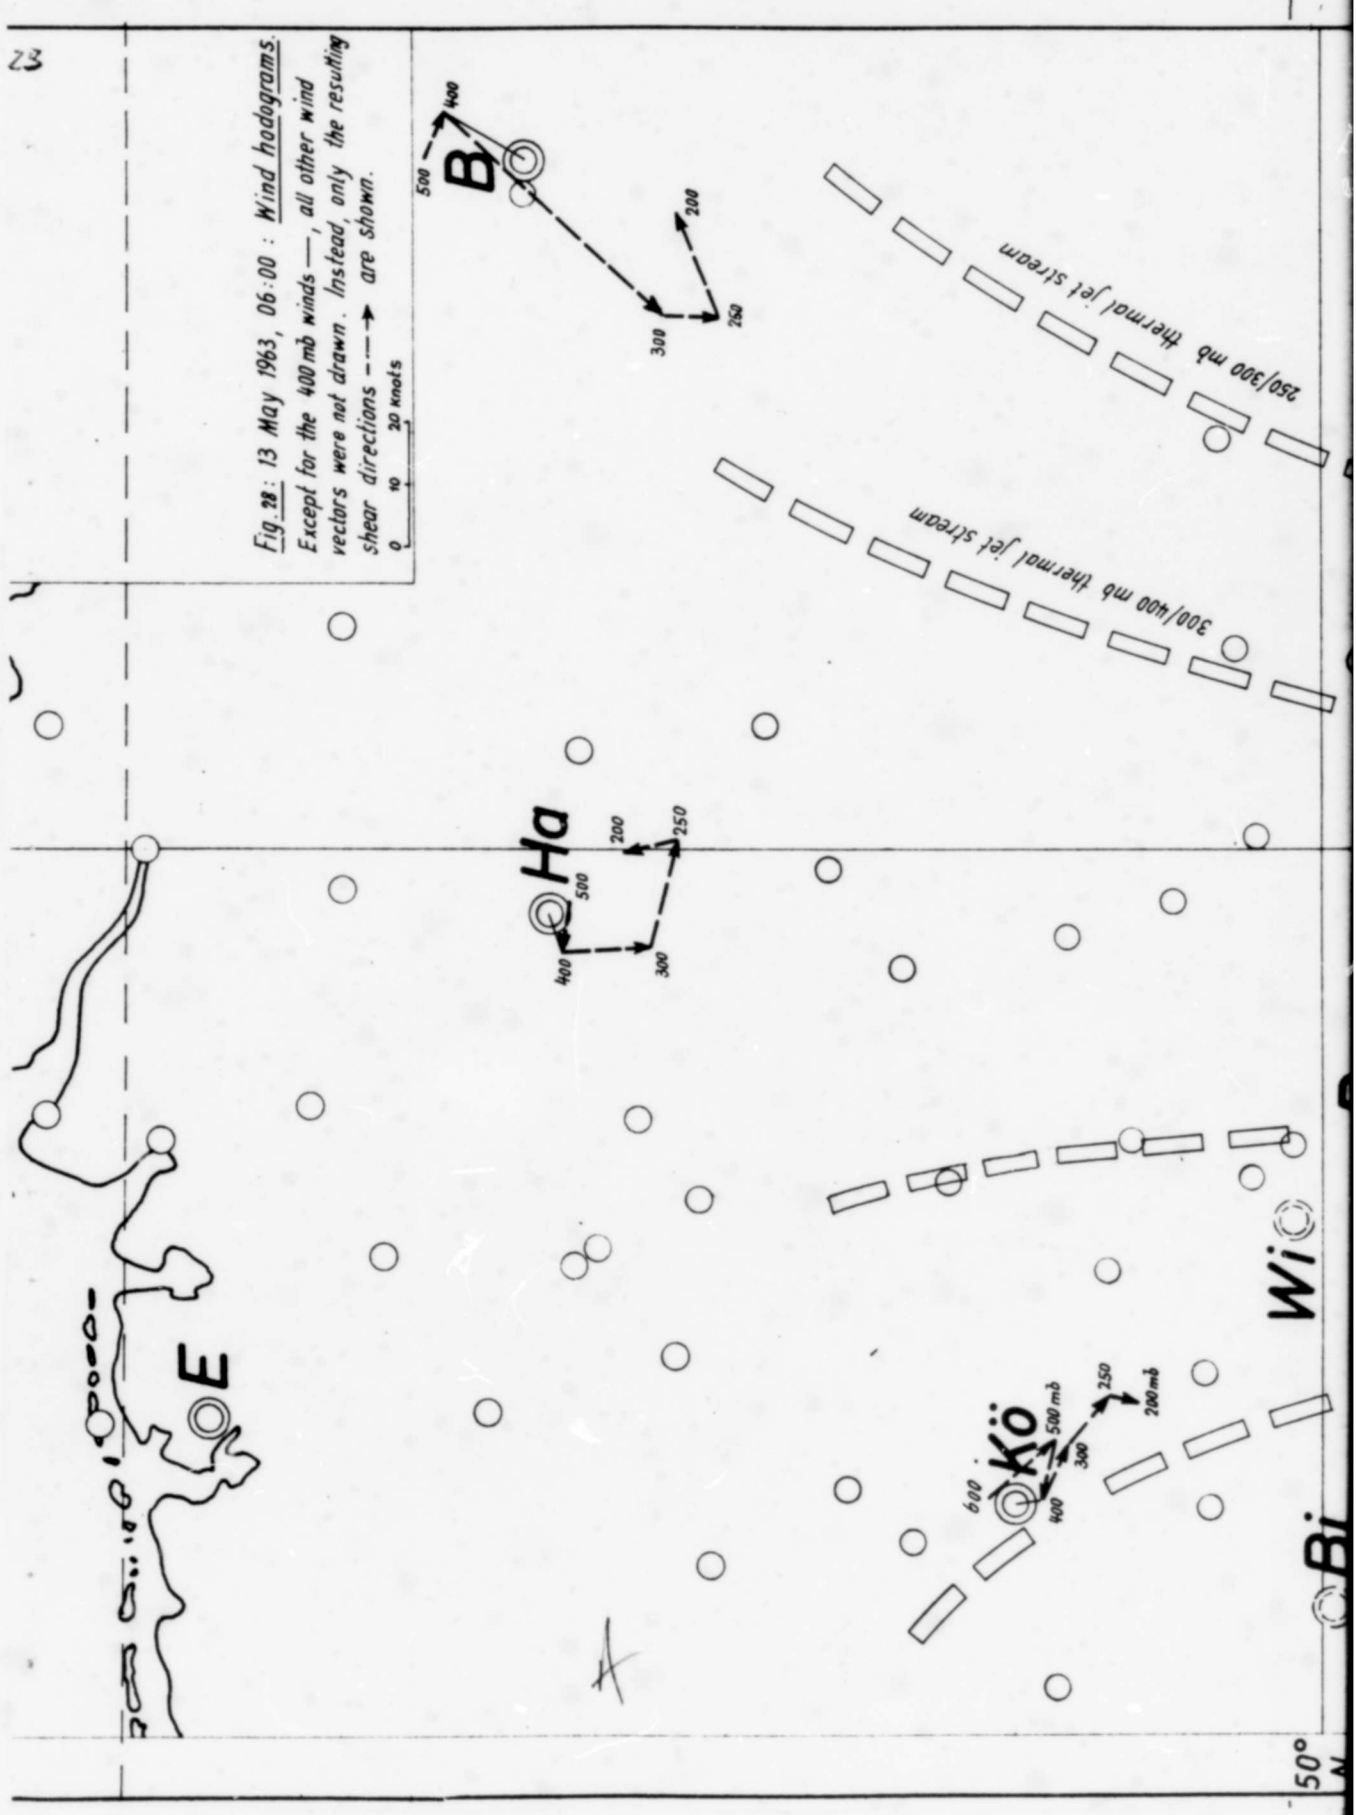 23
Fig. 28: 13 May 1963, 06:00 : Wind hodograms.
Except for the 400 mb winds —, all other wind
vectors were not drawn. Instead, only the resulting
shear directions ---→ are shown.
0 10 20 knots
E
500
400
B
300
250
200
Ha
500
400
300
250
200
250/300 mb thermal jet stream
300/400 mb thermal jet stream
600
Kö
500 mb
400
300
250
200 mb
Wi
Bi
50°
N